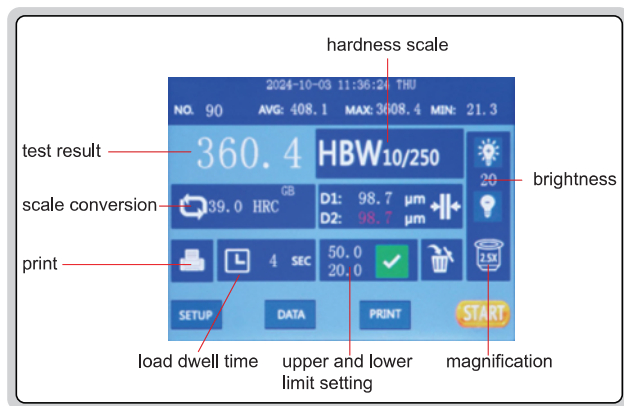 hardness scale
2024-10-03 11:36:24 THU
NO. 90 AVG: 408.1 MAX: 3608.4 MIN: 21.3
test result
360.4
HBW10/250
20
brightness
scale conversion
39.0 HRC GB
D1: 98.7 μm
D2: 98.7 μm
print
4 SEC
50.0
20.0
2.5X
SETUP
DATA
PRINT
START
load dwell time
upper and lower
limit setting
magnification